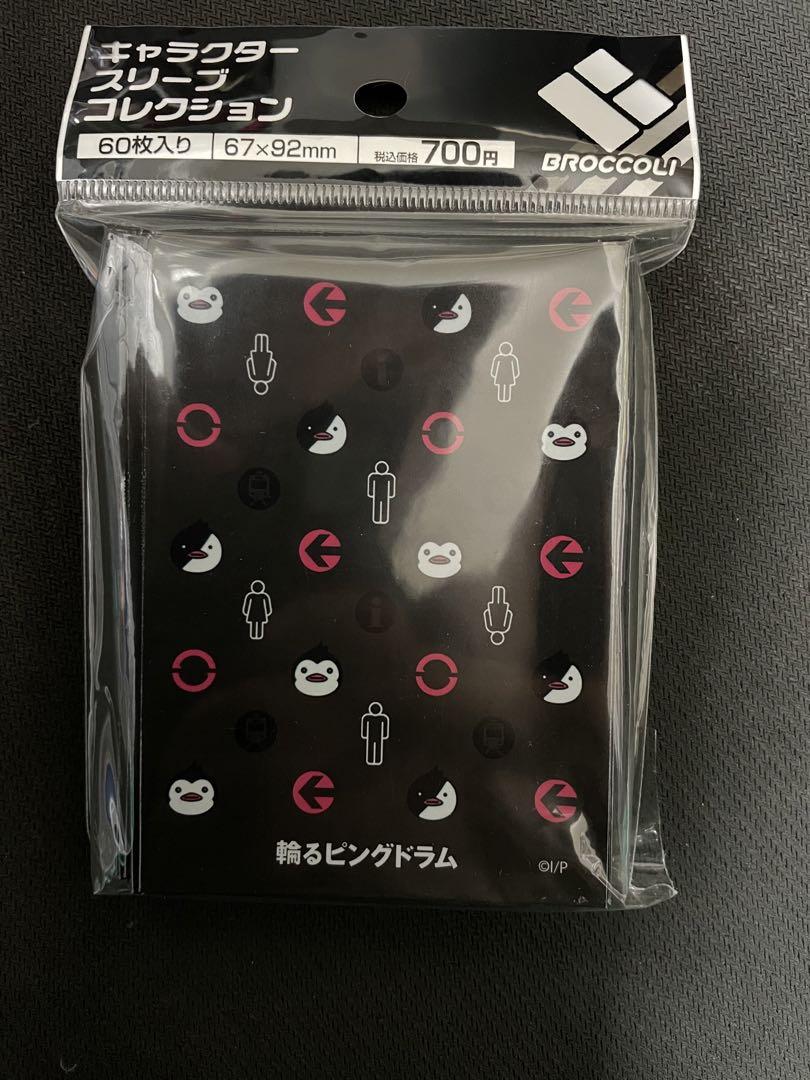 キャラクター
スリーブ
コレクション
60枚入り 67×92mm 税込価格700円
BROCCOLI
輪るピングドラム
©I/P